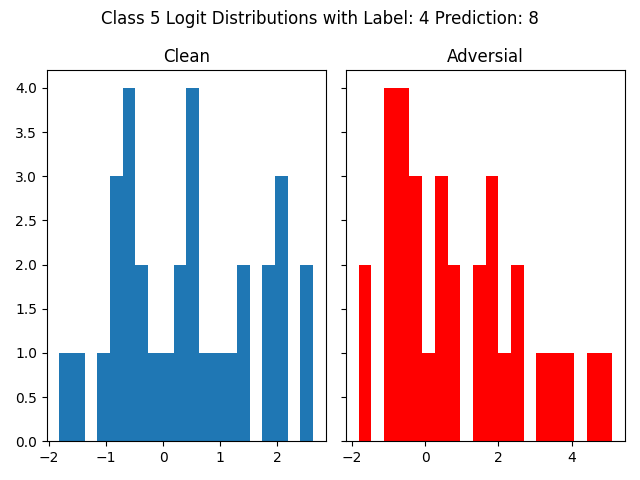 Class 5 Logit Distributions with Label: 4 Prediction: 8
Clean
Adversial
4.0
3.5
3.0
2.5
2.0
1.5
1.0
0.5
0.0
−2 −1 0 1 2
−2 0 2 4